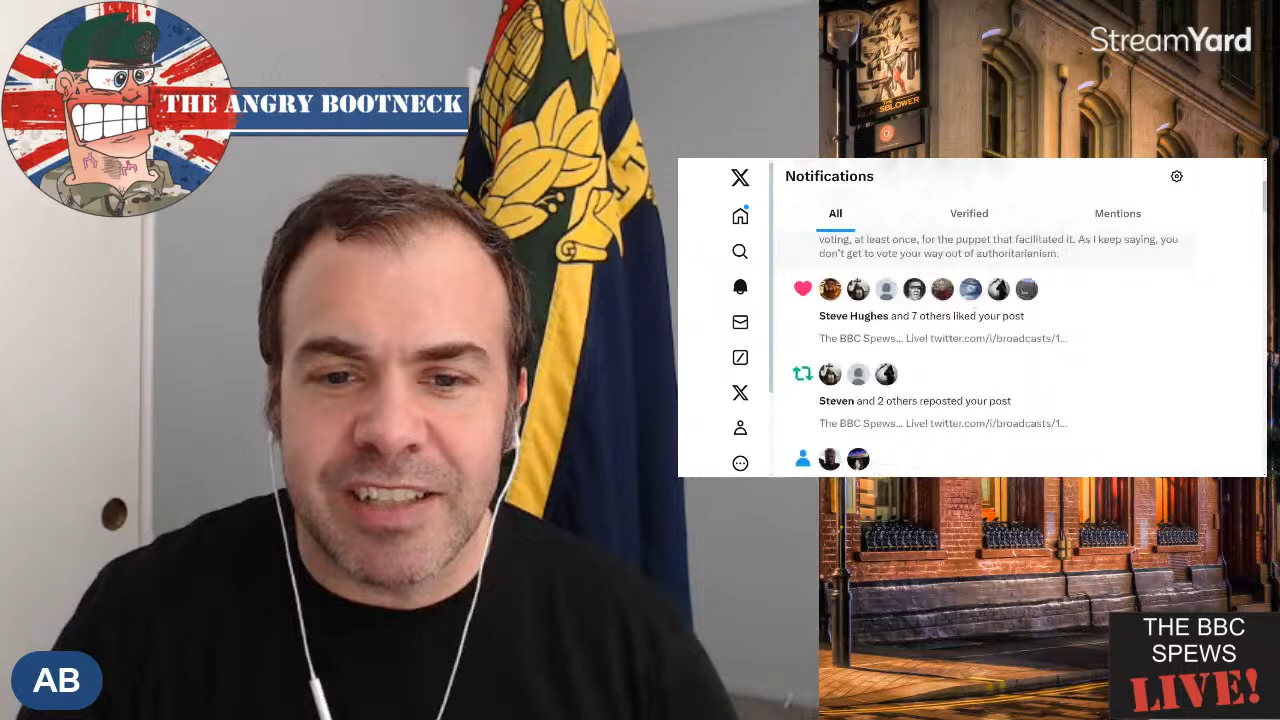 THE ANGRY BOOTNECK
StreamYard
THE
SBLOWER
Notifications
All
Verified
Mentions
voting, at least once, for the puppet that facilitated it. As I keep saying, you
don't get to vote your way out of authoritarianism.
Steve Hughes and 7 others liked your post
The BBC Spews... Live! twitter.com/i/broadcasts/1...
Steven and 2 others reposted your post
The BBC Spews... Live! twitter.com/i/broadcasts/1...
AB
THE BBC
SPEWS
LIVE!